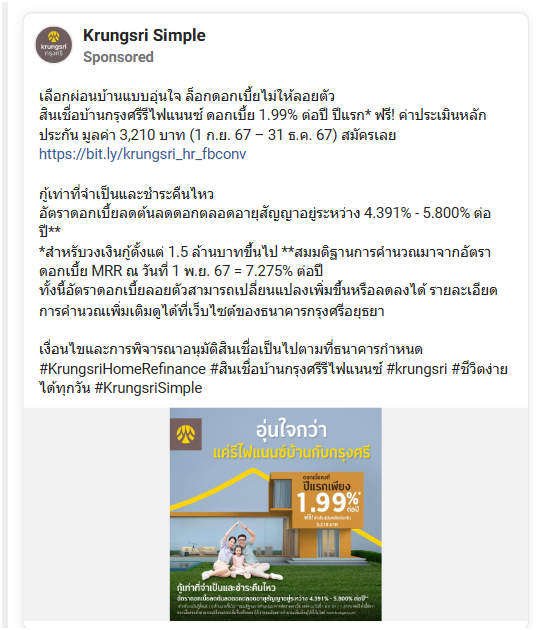 Krungsri Simple
Sponsored
krungsri
กรุงศรี
เลือกผ่อนบ้านแบบอุ่นใจ ล็อกดอกเบี้ยไม่ให้ลอยตัว
สินเชื่อบ้านกรุงศรีรีไฟแนนซ์ ดอกเบี้ย 1.99% ต่อปี ปีแรก* ฟรี! ค่าประเมินหลัก
ประกัน มูลค่า 3,210 บาท (1 ก.ย. 67 – 31 ธ.ค. 67) สมัครเลย
https://bit.ly/krungsri_hr_fbconv
กู้เท่าที่จำเป็นและชำระคืนไหว
อัตราดอกเบี้ยลดต้นลดดอกตลอดอายุสัญญาอยู่ระหว่าง 4.391% - 5.800% ต่อ
ปี**
*สำหรับวงเงินกู้ตั้งแต่ 1.5 ล้านบาทขึ้นไป **สมมติฐานการคำนวณมาจากอัตรา
ดอกเบี้ย MRR ณ วันที่ 1 พ.ย. 67 = 7.275% ต่อปี
ทั้งนี้อัตราดอกเบี้ยลอยตัวสามารถเปลี่ยนแปลงเพิ่มขึ้นหรือลดลงได้ รายละเอียด
การคำนวณเพิ่มเติมดูได้ที่เว็บไซต์ของธนาคารกรุงศรีอยุธยา
เงื่อนไขและการพิจารณาอนุมัติสินเชื่อเป็นไปตามที่ธนาคารกำหนด
#KrungsriHomeRefinance #สินเชื่อบ้านกรุงศรีรีไฟแนนซ์ #krungsri #ชีวิตง่าย
ได้ทุกวัน #KrungsriSimple
อุ่นใจกว่า
แค่รีไฟแนนซ์บ้านกับกรุงศรี
ดอกเบี้ยคงที่
ปีแรกเพียง
1.99%*
ต่อปี
3,210 บาท
กู้เท่าที่จำเป็นและชำระคืนไหว
อัตราดอกเบี้ยลดต้นลดดอกตลอดอายุสัญญาอยู่ระหว่าง 4.391% - 5.800% ต่อปี**